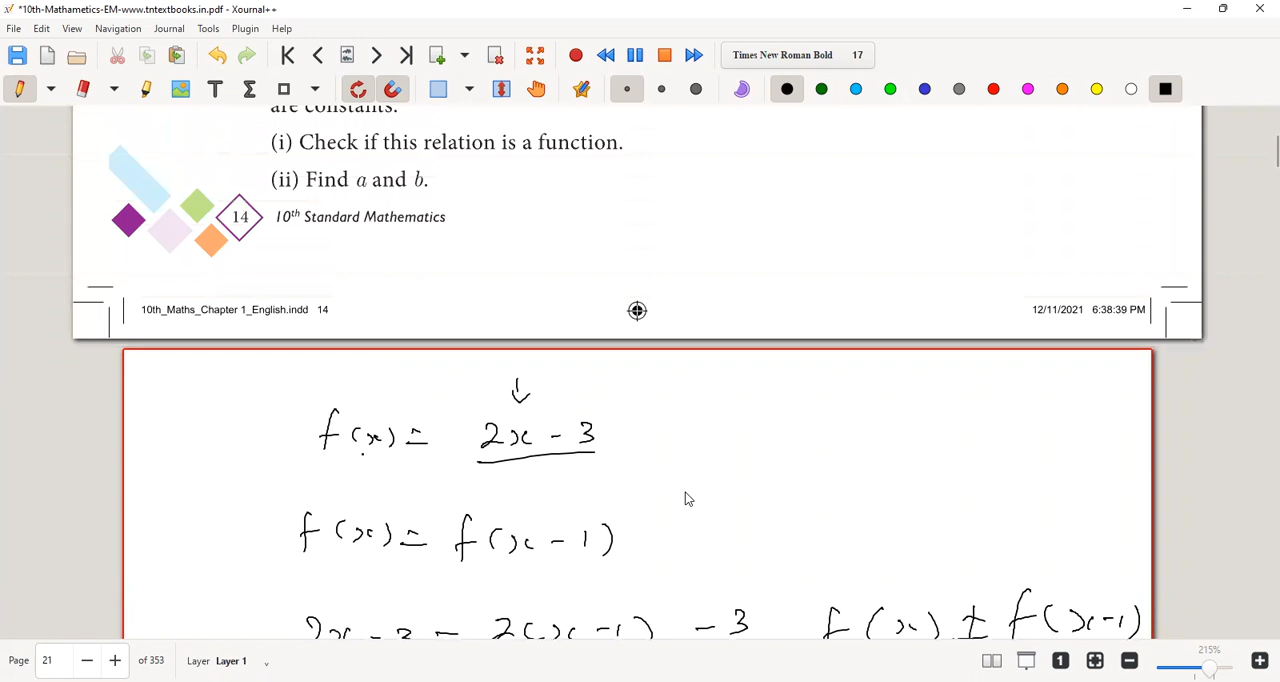 *10th-Mathametics-EM-www.tntextbooks.in.pdf - Xournal++
File Edit View Navigation Journal Tools Plugin Help
Times New Roman Bold 17
are constants.
(i) Check if this relation is a function.
(ii) Find a and b.
14 10th Standard Mathematics
10th_Maths_Chapter 1_English.indd 14 12/11/2021 6:38:39 PM
f(x) = 2x - 3
f(x) = f(x - 1)
2x - 3 = 2(x - 1) - 3 f(x) ≠ f(x-1)
Page 21 of 353 Layer Layer 1 215%